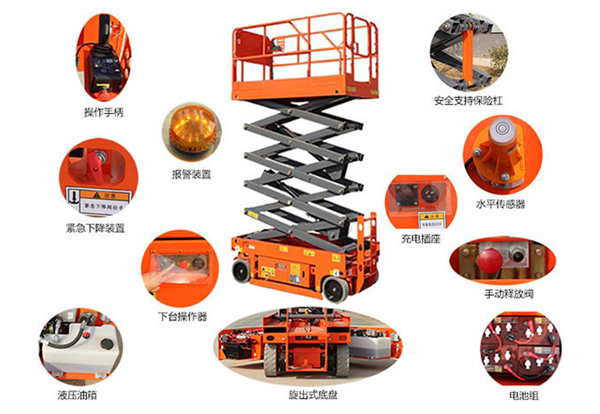 操作手柄
安全支持保险杠
报警装置
水平传感器
紧急下降装置
充电插座
手动释放阀
下台操作器
液压油箱
旋出式底盘
电池组